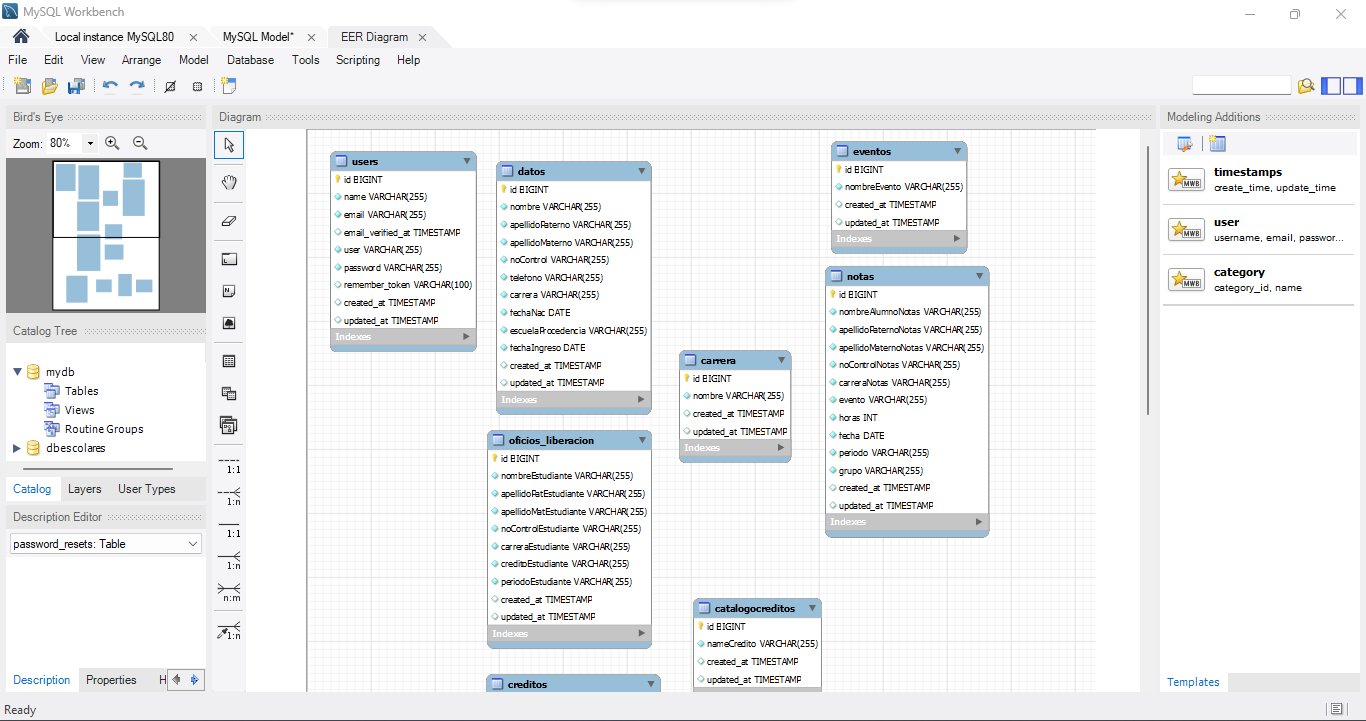 MySQL Workbench
Local instance MySQL80
MySQL Model*
EER Diagram
File Edit View Arrange Model Database Tools Scripting Help
Bird's Eye
Zoom: 80%
Catalog Tree
mydb
Tables
Views
Routine Groups
dbescolares
Catalog Layers User Types
Description Editor
password_resets: Table
Description Properties H
Ready
Diagram
1:1
1:n
1:1
1:n
n:m
1:n
users
id BIGINT
name VARCHAR(255)
email VARCHAR(255)
email_verified_at TIMESTAMP
user VARCHAR(255)
password VARCHAR(255)
remember_token VARCHAR(100)
created_at TIMESTAMP
updated_at TIMESTAMP
Indexes
datos
id BIGINT
nombre VARCHAR(255)
apellidoPaterno VARCHAR(255)
apellidoMaterno VARCHAR(255)
noControl VARCHAR(255)
telefono VARCHAR(255)
carrera VARCHAR(255)
fechaNac DATE
escuelaProcedencia VARCHAR(255)
fechaIngreso DATE
created_at TIMESTAMP
updated_at TIMESTAMP
Indexes
oficios_liberacion
id BIGINT
nombreEstudiante VARCHAR(255)
apellidoPatEstudiante VARCHAR(255)
apellidoMatEstudiante VARCHAR(255)
noControlEstudiante VARCHAR(255)
carreraEstudiante VARCHAR(255)
creditoEstudiante VARCHAR(255)
periodoEstudiante VARCHAR(255)
created_at TIMESTAMP
updated_at TIMESTAMP
Indexes
creditos
carrera
id BIGINT
nombre VARCHAR(255)
created_at TIMESTAMP
updated_at TIMESTAMP
Indexes
catalogocreditos
id BIGINT
nameCredito VARCHAR(255)
created_at TIMESTAMP
updated_at TIMESTAMP
eventos
id BIGINT
nombreEvento VARCHAR(255)
created_at TIMESTAMP
updated_at TIMESTAMP
Indexes
notas
id BIGINT
nombreAlumnoNotas VARCHAR(255)
apellidoPaternoNotas VARCHAR(255)
apellidoMaternoNotas VARCHAR(255)
noControlNotas VARCHAR(255)
carreraNotas VARCHAR(255)
evento VARCHAR(255)
horas INT
fecha DATE
periodo VARCHAR(255)
grupo VARCHAR(255)
created_at TIMESTAMP
updated_at TIMESTAMP
Indexes
Modeling Additions
MWB
timestamps
create_time, update_time
MWB
user
username, email, passwor...
MWB
category
category_id, name
Templates